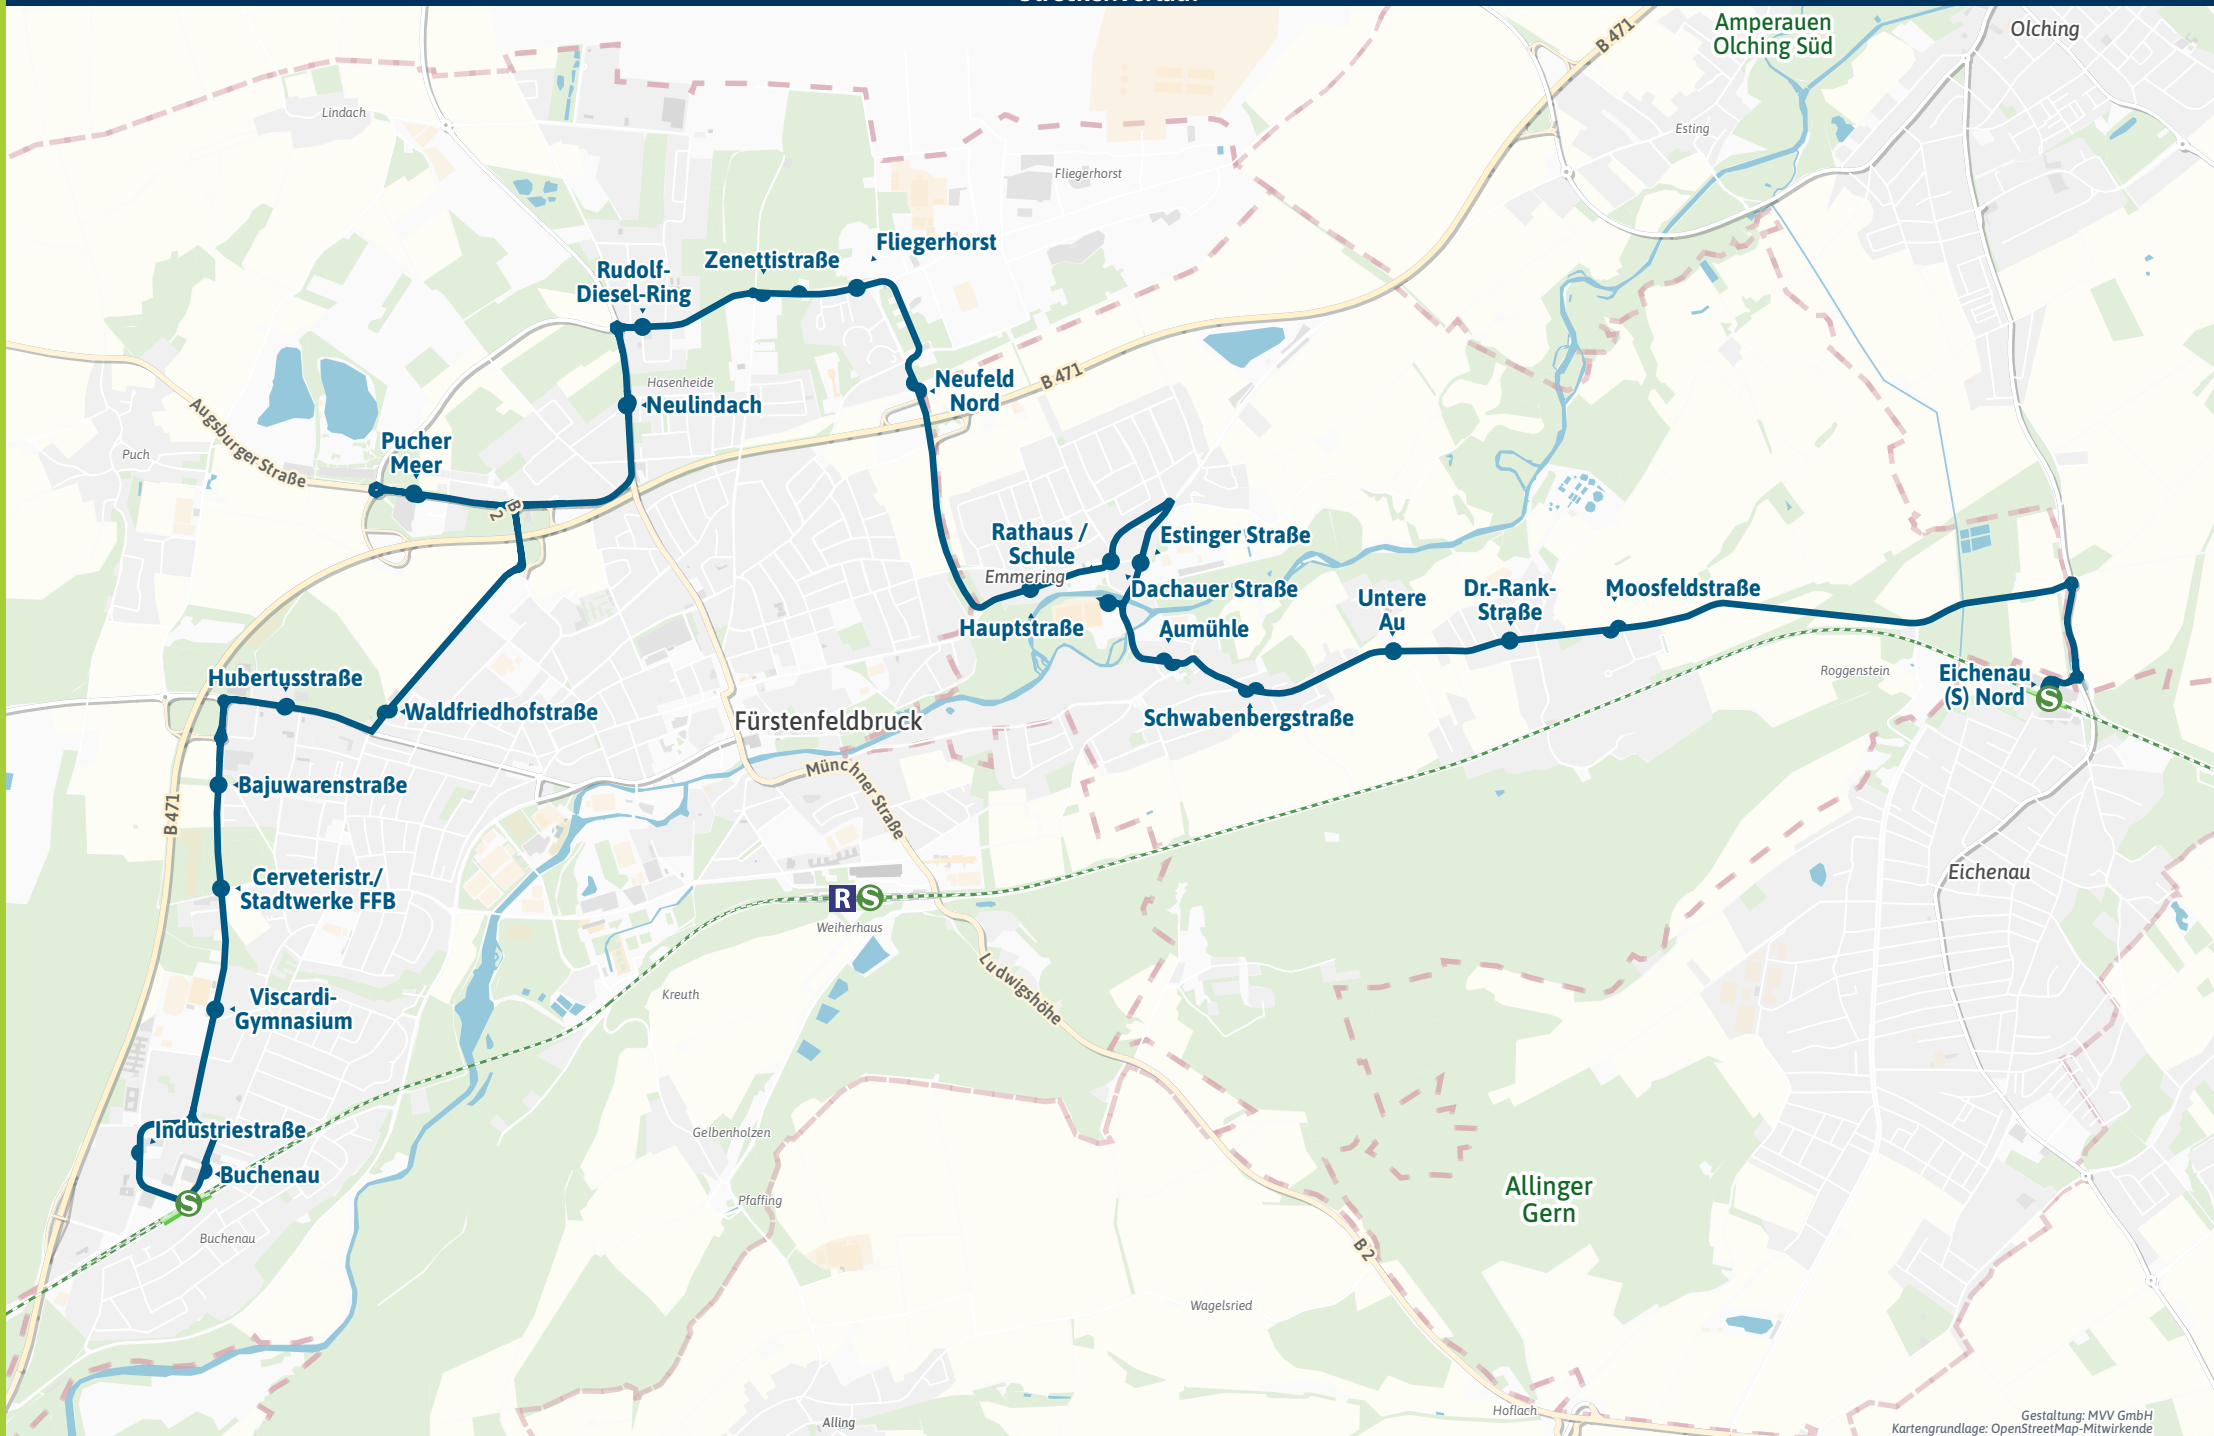 Streckenverlauf
Amperauen
Olching Süd
Olching
B 471
Lindach
Esting
Fliegerhorst
Fliegerhorst
Zenettistraße
Rudolf-
Diesel-Ring
Hasenheide
Neulindach
Neufeld
Nord
B 471
Augsburger Straße
Puch
Pucher
Meer
B 2
Rathaus /
Schule
Emmering
Estinger Straße
Dachauer Straße
Hauptstraße
Aumühle
Untere
Au
Dr.-Rank-
Straße
Moosfeldstraße
Roggenstein
Eichenau
(S) Nord
S
Hubertusstraße
Waldfriedhofstraße
Fürstenfeldbruck
Schwabenbergstraße
Münchner Straße
Bajuwarenstraße
B 471
Cerveteristr./
Stadtwerke FFB
R S
Weiherhaus
Eichenau
Viscardi-
Gymnasium
Kreuth
Ludwigshöhe
Industriestraße
Gelbenholzen
Buchenau
S
Buchenau
Pfaffing
Allinger
Gern
B 2
Wagelsried
Alling
Hoflach
Gestaltung: MVV GmbH
Kartengrundlage: OpenStreetMap-Mitwirkende